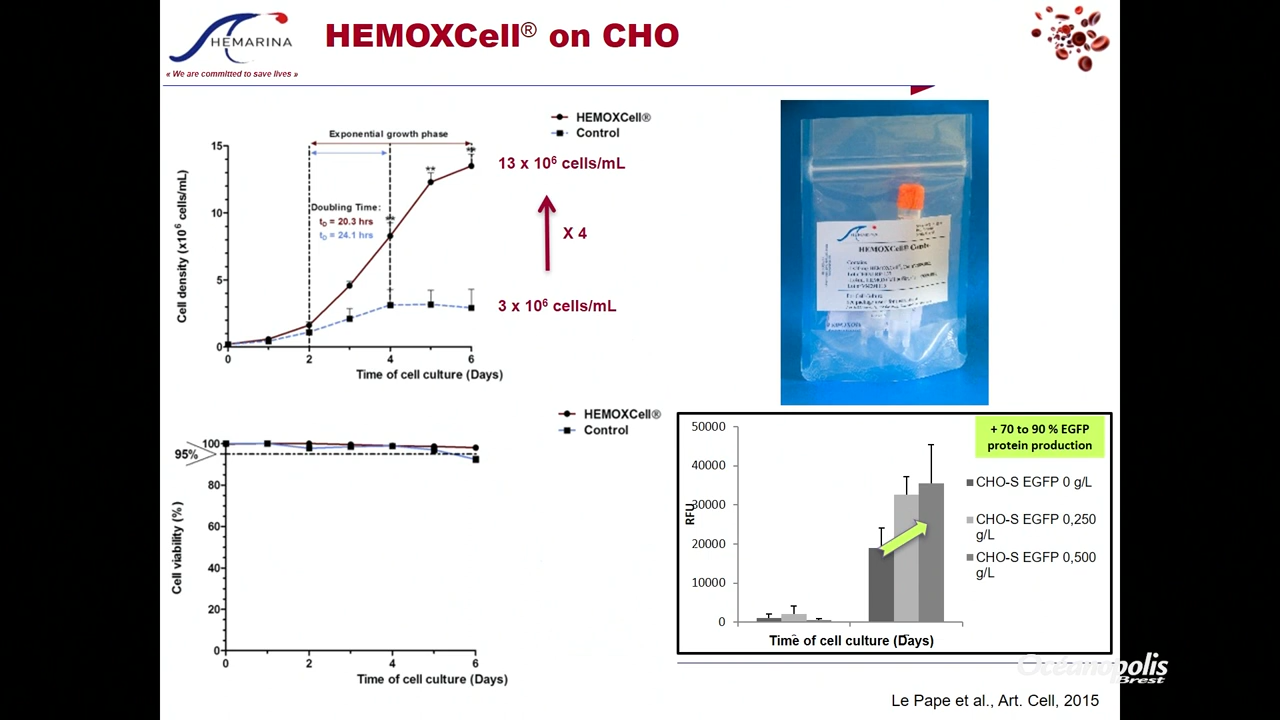 HEMARINA
« We are committed to save lives »
HEMOXCell® on CHO
HEMOXCell®
Control
Exponential growth phase
15
10
5
0
Cell density (x10⁶ cells/mL)
Doubling Time:
t_D = 20.3 hrs
t_D = 24.1 hrs
**
**
**
0
2
4
6
Time of cell culture (Days)
13 x 10⁶ cells/mL
X 4
3 x 10⁶ cells/mL
HEMARINA
HEMOXCell®
HEMOXCell®
Control
100
95%
80
60
40
20
0
Cell viability (%)
0
2
4
6
Time of cell culture (Days)
50000
40000
30000
20000
10000
0
RFU
+ 70 to 90 % EGFP
protein production
CHO-S EGFP 0 g/L
CHO-S EGFP 0,250
g/L
CHO-S EGFP 0,500
g/L
Time of cell culture (Days)
Océanopolis
Brest
Le Pape et al., Art. Cell, 2015